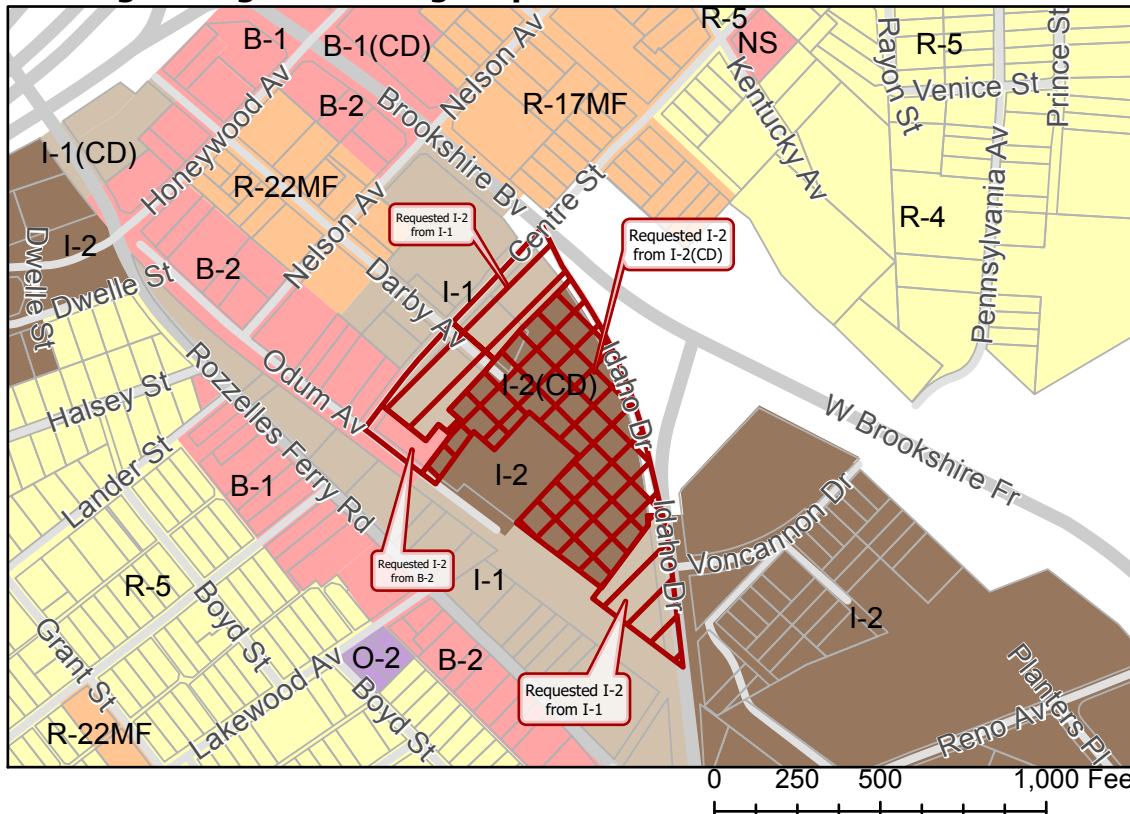 R-5
B-1
B-1(CD)
NS
R-5
Rayon St
Prince St
Nelson Av
Kentucky Av
Venice St
B-2
Brookshire Bv
R-17MF
Honeywood Av
I-1(CD)
Pennsylvania Av
R-22MF
Nelson Av
Centre St
R-4
Requested I-2
from I-1
Requested I-2
from I-2(CD)
I-2
Dwelle St
Dwelle St
B-2
Darby Av
I-1
Idaho Dr
I-2(CD)
Halsey St
Rozzelles Ferry Rd
Odum Av
W Brookshire Fr
Lander St
B-1
I-2
Idaho Dr
Voncannon Dr
Requested I-2
from B-2
I-1
R-5
Boyd St
I-2
Grant St
O-2
B-2
Planters Pl
Requested I-2
from I-1
Lakewood Av
Boyd St
R-22MF
Reno Av
0 250 500 1,000 Fee